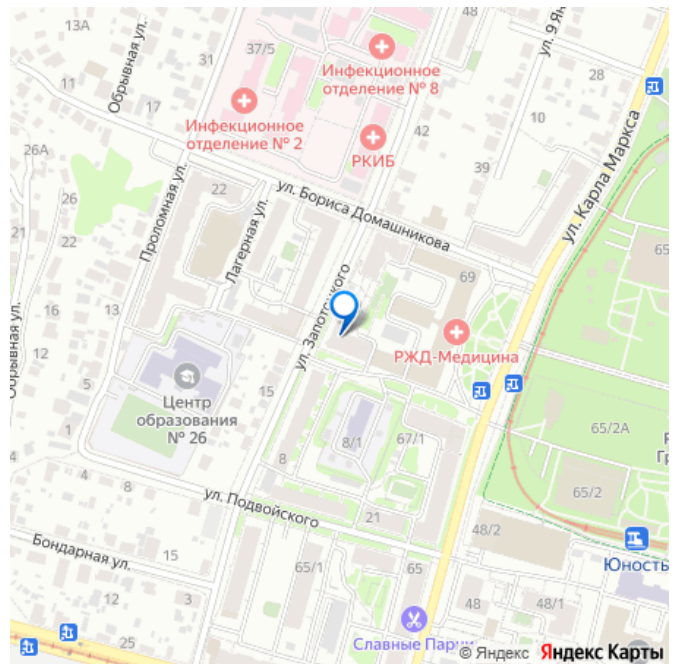 13А
Обрывная ул.
48
37/5
ул. 9 Ян
31
Инфекционное
отделение № 8
28
11
17
10
Инфекционное
отделение № 2
42
РКИБ
39
26А
26
22
21
22
ул. Карла Маркса
Проломная ул.
Лагерная ул.
ул. Бориса Домашникова
65
69
16
13
Обрывная ул.
ул. Запотоцкого
РЖД-Медицина
15
Центр
образования
№ 26
1
65/2А
Р
Гр
8/1
67/1
8
4
4
8
65/2
ул. Подвойского
21
48/2
Бондарная ул.
15
65/1
65
Юность
12
3
48
48/1
25
Славные Парни
© Яндекс Яндекс Карты